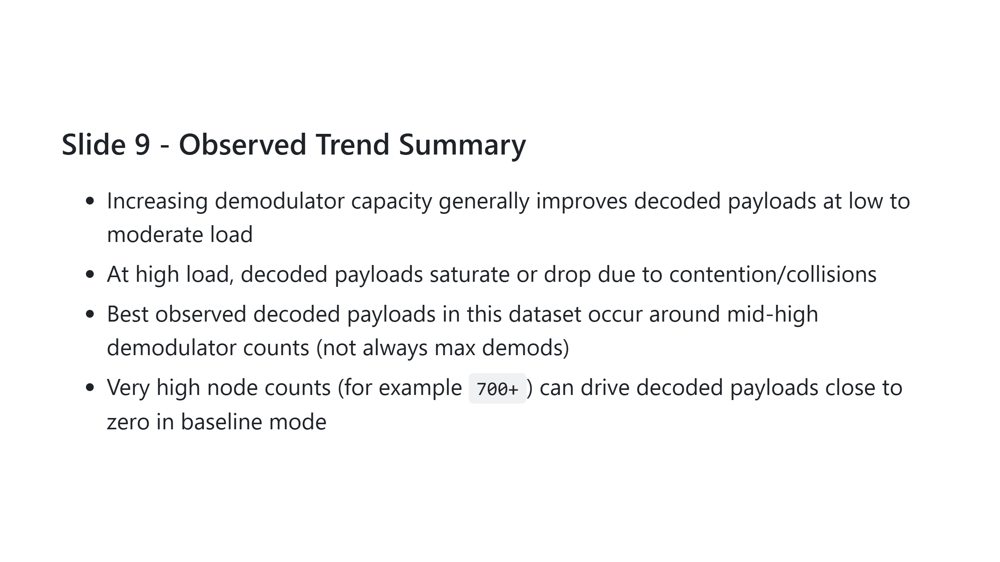 Slide 9 - Observed Trend Summary
• Increasing demodulator capacity generally improves decoded payloads at low to
moderate load
• At high load, decoded payloads saturate or drop due to contention/collisions
• Best observed decoded payloads in this dataset occur around mid-high
demodulator counts (not always max demods)
• Very high node counts (for example 700+) can drive decoded payloads close to
zero in baseline mode